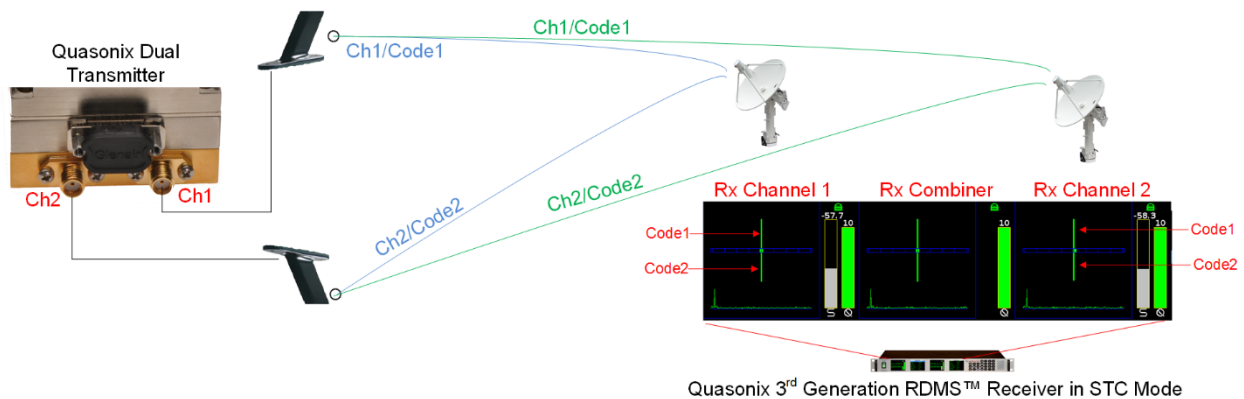 Quasonix Dual
Transmitter
Glenair
Ch2
Ch1
Ch1/Code1
Ch1/Code1
Ch2/Code2
Ch2/Code2
Rx Channel 1
Rx Combiner
Rx Channel 2
-57.7
10
10
-58.3
10
Code1
Code2
Code1
Code2
S
Q
Q
S
Q
Quasonix 3rd Generation RDMS™ Receiver in STC Mode